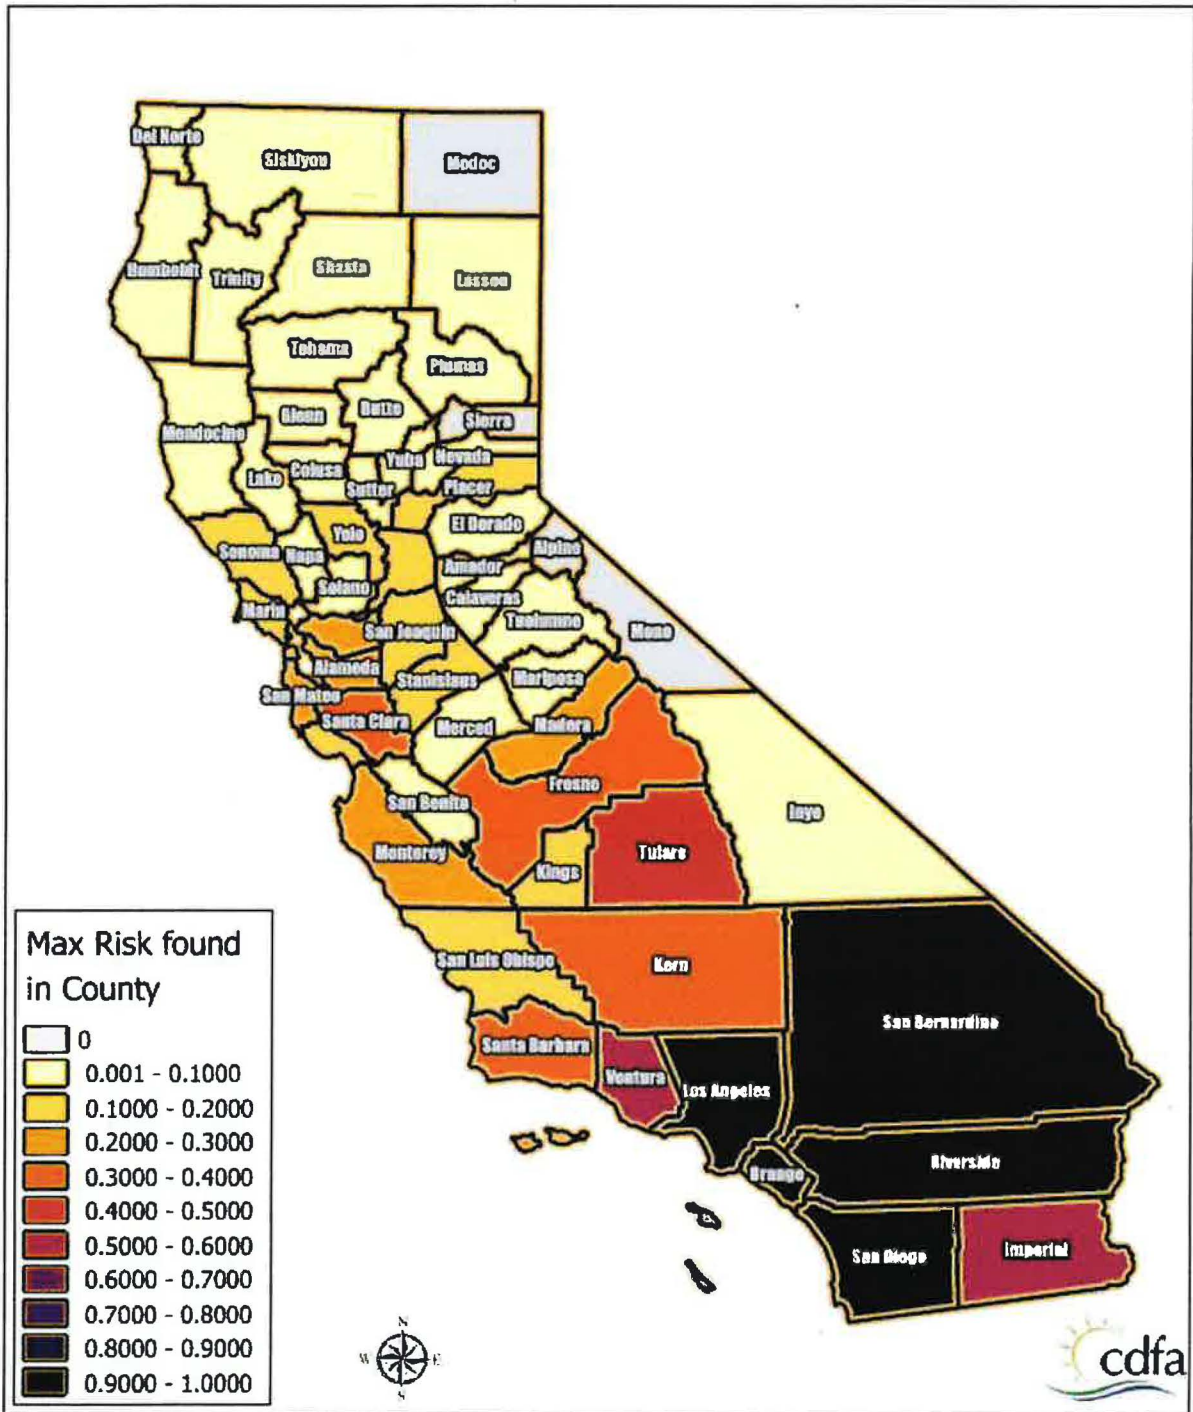 Del Norte
Siskiyou
Modoc
Humboldt
Trinity
Shasta
Lassen
Tehama
Plumas
Glenn
Butte
Sierra
Mendocino
Colusa
Yuba
Nevada
Lake
Sutter
Placer
El Dorado
Yolo
Sonoma
Napa
Alpine
Amador
Solano
Calaveras
Marin
Tuolumne
San Joaquin
Mono
Alameda
Stanislaus
Mariposa
San Mateo
Santa Clara
Merced
Madera
Fresno
San Benito
Inyo
Monterey
Tulare
Kings
San Luis Obispo
Kern
San Bernardino
Santa Barbara
Ventura
Los Angeles
Riverside
Orange
San Diego
Imperial
Max Risk found
in County
0
0.001 - 0.1000
0.1000 - 0.2000
0.2000 - 0.3000
0.3000 - 0.4000
0.4000 - 0.5000
0.5000 - 0.6000
0.6000 - 0.7000
0.7000 - 0.8000
0.8000 - 0.9000
0.9000 - 1.0000
N
W E
S
cdfa